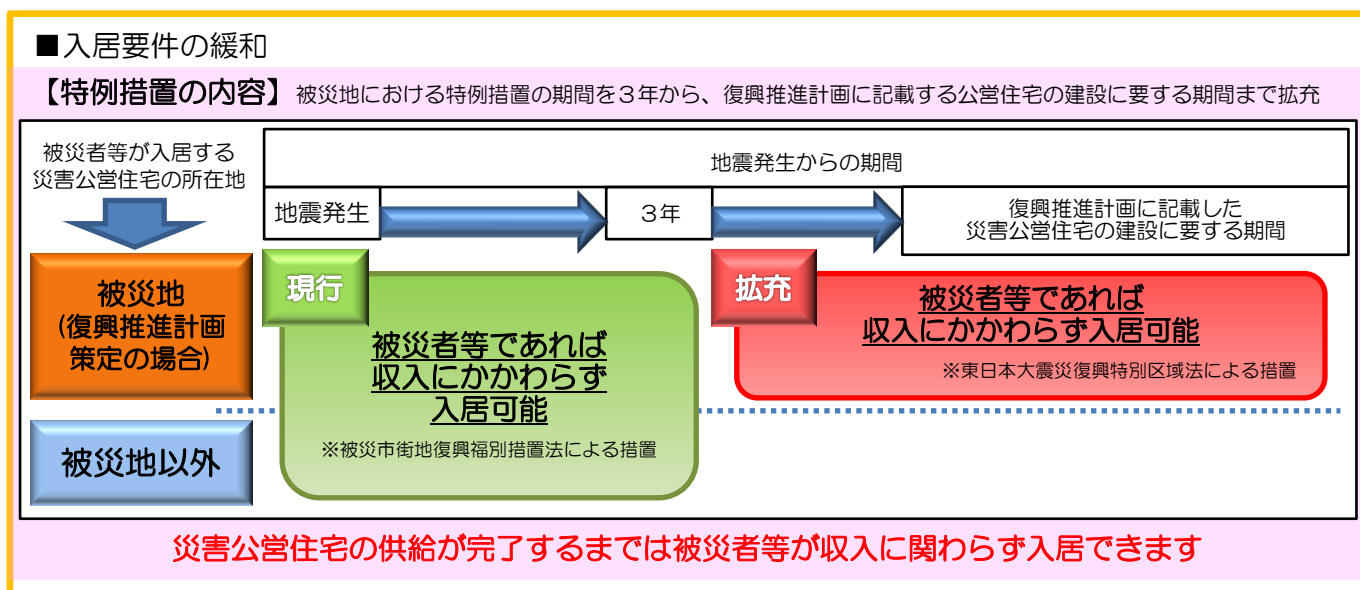 ■入居要件の緩和
【特例措置の内容】被災地における特例措置の期間を３年から、復興推進計画に記載する公営住宅の建設に要する期間まで拡充
被災者等が入居する
災害公営住宅の所在地
地震発生からの期間
地震発生
３年
復興推進計画に記載した
災害公営住宅の建設に要する期間
被災地
(復興推進計画
策定の場合)
現行
被災者等であれば
収入にかかわらず
入居可能
※被災市街地復興福別措置法による措置
拡充
被災者等であれば
収入にかかわらず入居可能
※東日本大震災復興特別区域法による措置
被災地以外
災害公営住宅の供給が完了するまでは被災者等が収入に関わらず入居できます